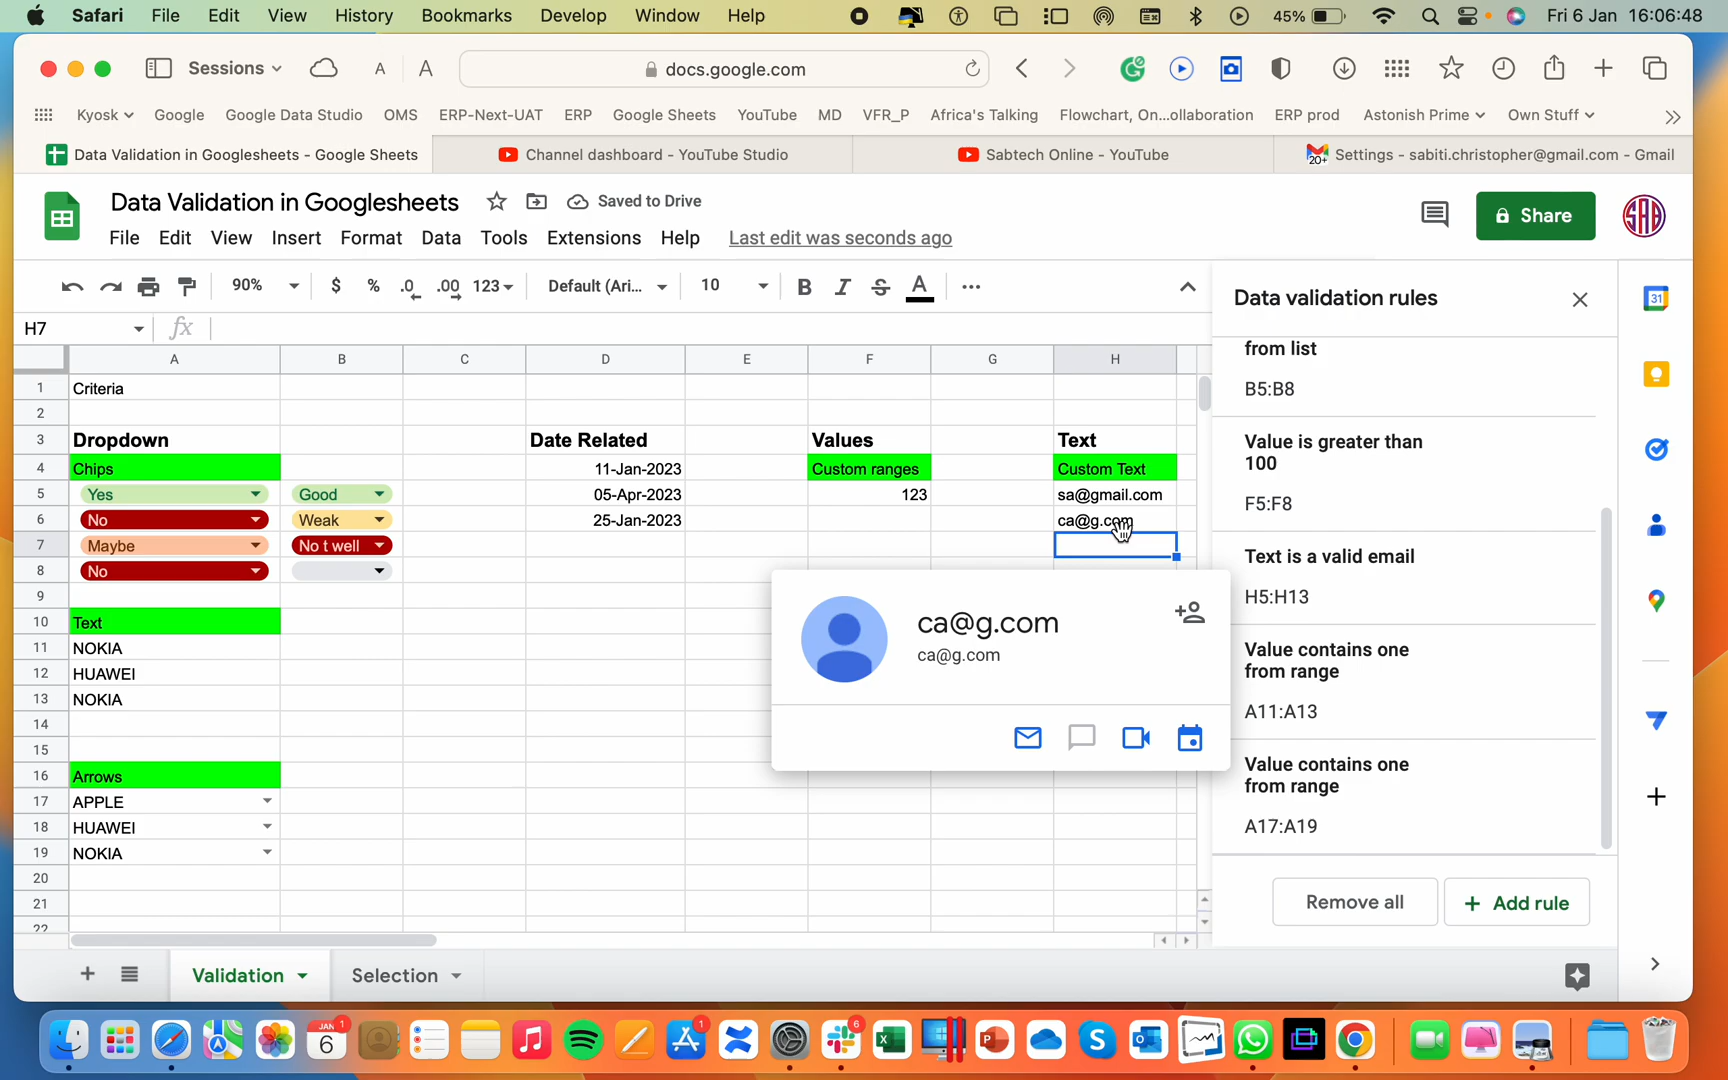 Safari File Edit View History Bookmarks Develop Window Help 45% Fri 6 Jan 16:06:48
Sessions A A docs.google.com
Kyosk Google Google Data Studio OMS ERP-Next-UAT ERP Google Sheets YouTube MD VFR_P Africa's Talking Flowchart, On...ollaboration ERP prod Astonish Prime Own Stuff
Data Validation in Googlesheets - Google Sheets Channel dashboard - YouTube Studio Sabtech Online - YouTube 20+ Settings - sabiti.christopher@gmail.com - Gmail
Data Validation in Googlesheets Saved to Drive Share SAB
File Edit View Insert Format Data Tools Extensions Help Last edit was seconds ago
90% $ % .0 .00 123 Default (Ari... 10 B I S A
Data validation rules
H7 fx
A B C D E F G H
1 Criteria
2
3 Dropdown Date Related Values Text
4 Chips 11-Jan-2023 Custom ranges Custom Text
5 Yes Good 05-Apr-2023 123 sa@gmail.com
6 No Weak 25-Jan-2023 ca@g.com
7 Maybe No t well
8 No
9
10 Text
11 NOKIA
12 HUAWEI
13 NOKIA
14
15
16 Arrows
17 APPLE
18 HUAWEI
19 NOKIA
20
21
22
ca@g.com
ca@g.com
from list
B5:B8
Value is greater than
100
F5:F8
Text is a valid email
H5:H13
Value contains one
from range
A11:A13
Value contains one
from range
A17:A19
Remove all + Add rule
31
+ Validation Selection
JAN 6 1 1 6